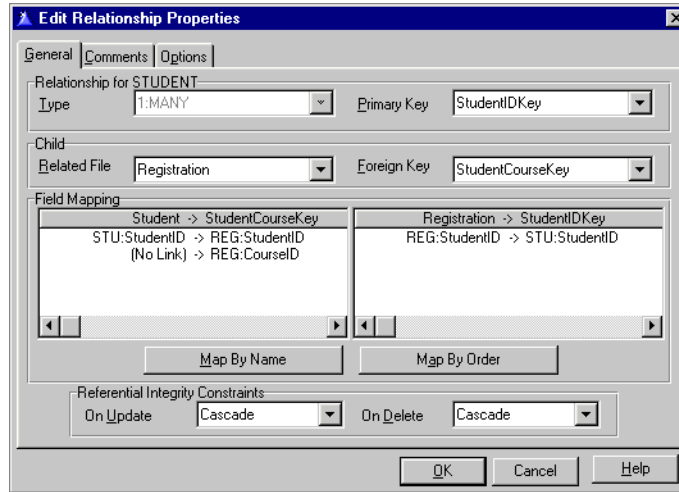 Edit Relationship Properties
General Comments Options
Relationship for STUDENT
Type 1:MANY Primary Key StudentIDKey
Child
Related File Registration Foreign Key StudentCourseKey
Field Mapping
Student -> StudentCourseKey Registration -> StudentIDKey
STU:StudentID -> REG:StudentID REG:StudentID -> STU:StudentID
(No Link) -> REG:CourseID
Map By Name Map By Order
Referential Integrity Constraints
On Update Cascade On Delete Cascade
OK Cancel Help